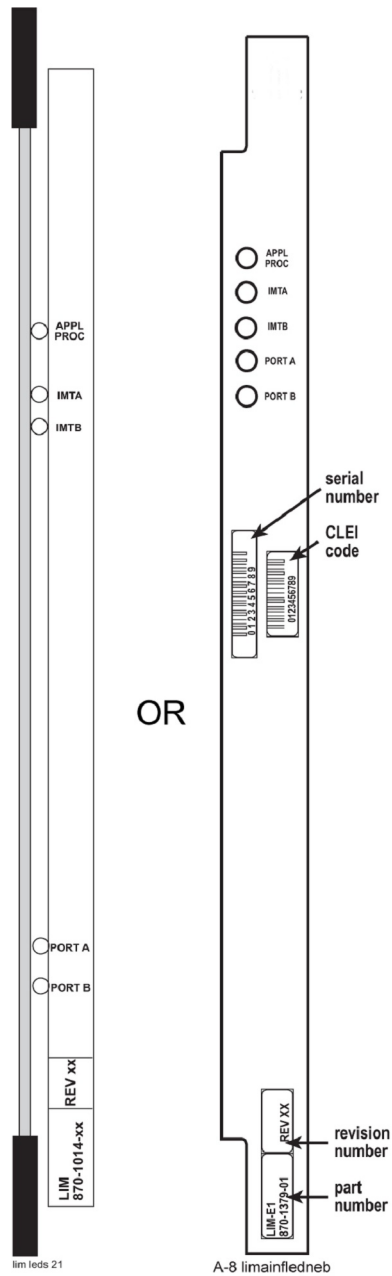 APPL
PROC
IMTA
IMTB
PORT A
PORT B
REV xx
LIM
870-1014-xx
lim leds 21
OR
APPL
PROC
IMTA
IMTB
PORT A
PORT B
serial
number
CLEI
code
0123456789
0123456789
REV XX
revision
number
LIM-E1
870-1379-01
part
number
A-8 limainfledneb